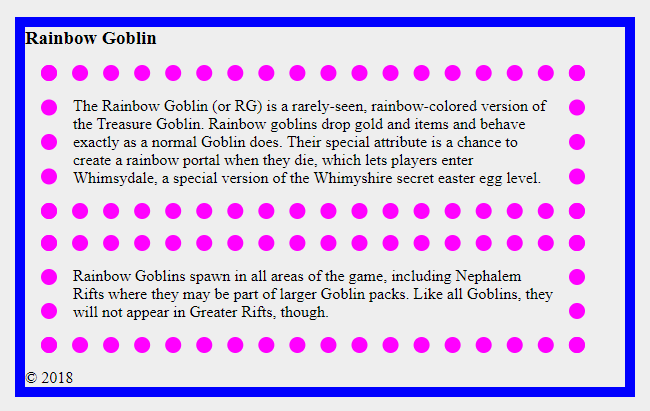 Rainbow Goblin
The Rainbow Goblin (or RG) is a rarely-seen, rainbow-colored version of
the Treasure Goblin. Rainbow goblins drop gold and items and behave
exactly as a normal Goblin does. Their special attribute is a chance to
create a rainbow portal when they die, which lets players enter
Whimsydale, a special version of the Whimyshire secret easter egg level.
Rainbow Goblins spawn in all areas of the game, including Nephalem
Rifts where they may be part of larger Goblin packs. Like all Goblins, they
will not appear in Greater Rifts, though.
© 2018